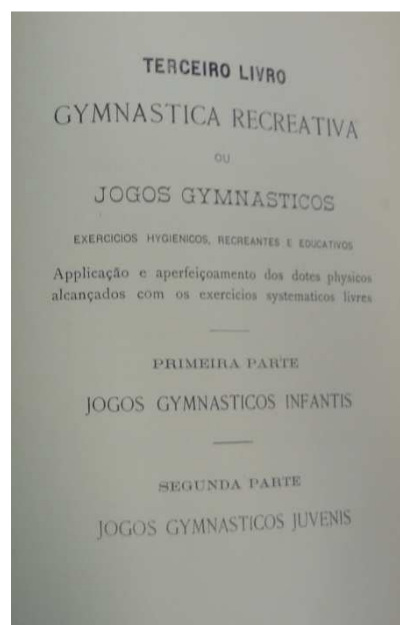 TERCEIRO LIVRO
GYMNASTICA RECREATIVA
OU
JOGOS GYMNASTICOS
EXERCICIOS HYGIENICOS, RECREANTES E EDUCATIVOS
Applicação e aperfeiçoamento dos dotes physicos
alcançados com os exercicios systematicos livres
PRIMEIRA PARTE
JOGOS GYMNASTICOS INFANTIS
SEGUNDA PARTE
JOGOS GYMNASTICOS JUVENIS